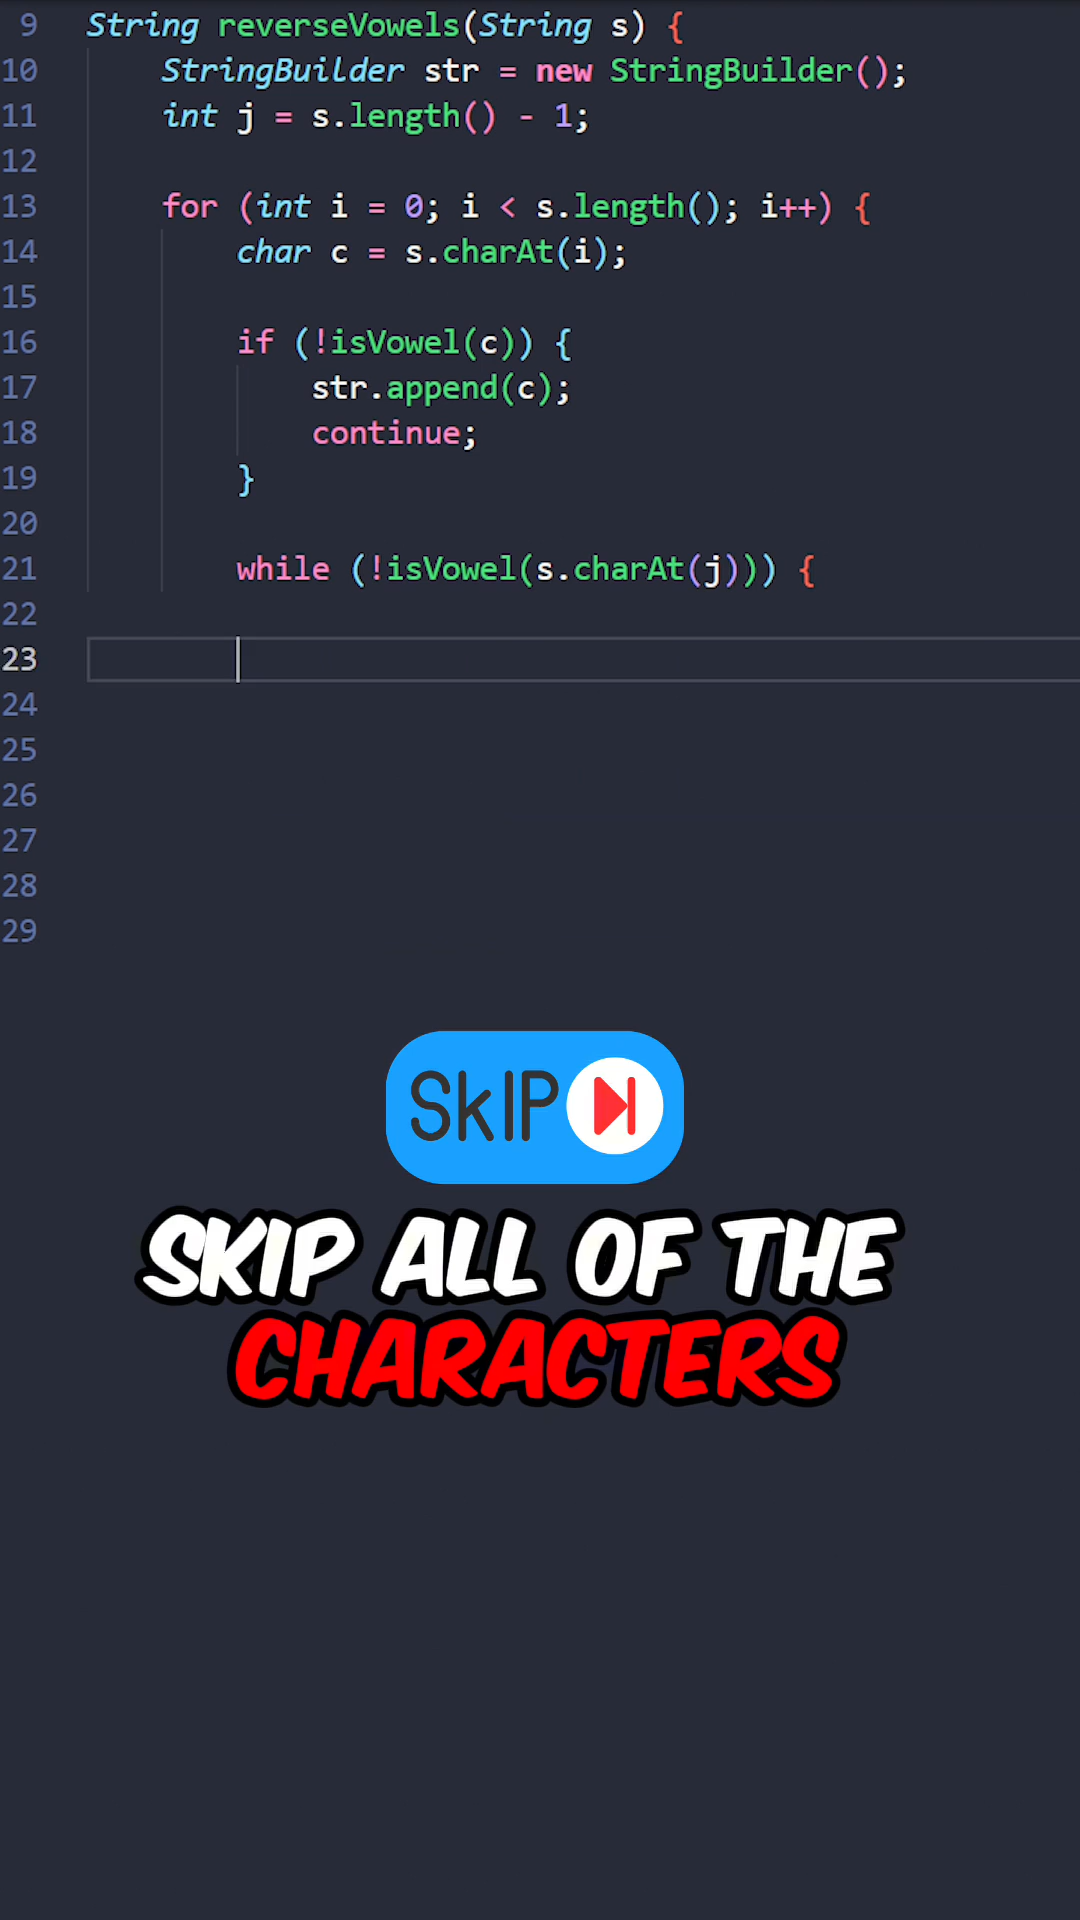 9 String reverseVowels(String s) {
10 StringBuilder str = new StringBuilder();
11 int j = s.length() - 1;
12
13 for (int i = 0; i < s.length(); i++) {
14 char c = s.charAt(i);
15
16 if (!isVowel(c)) {
17 str.append(c);
18 continue;
19 }
20
21 while (!isVowel(s.charAt(j))) {
22
23
24
25
26
27
28
29
SKIP
SKIP ALL OF THE
CHARACTERS